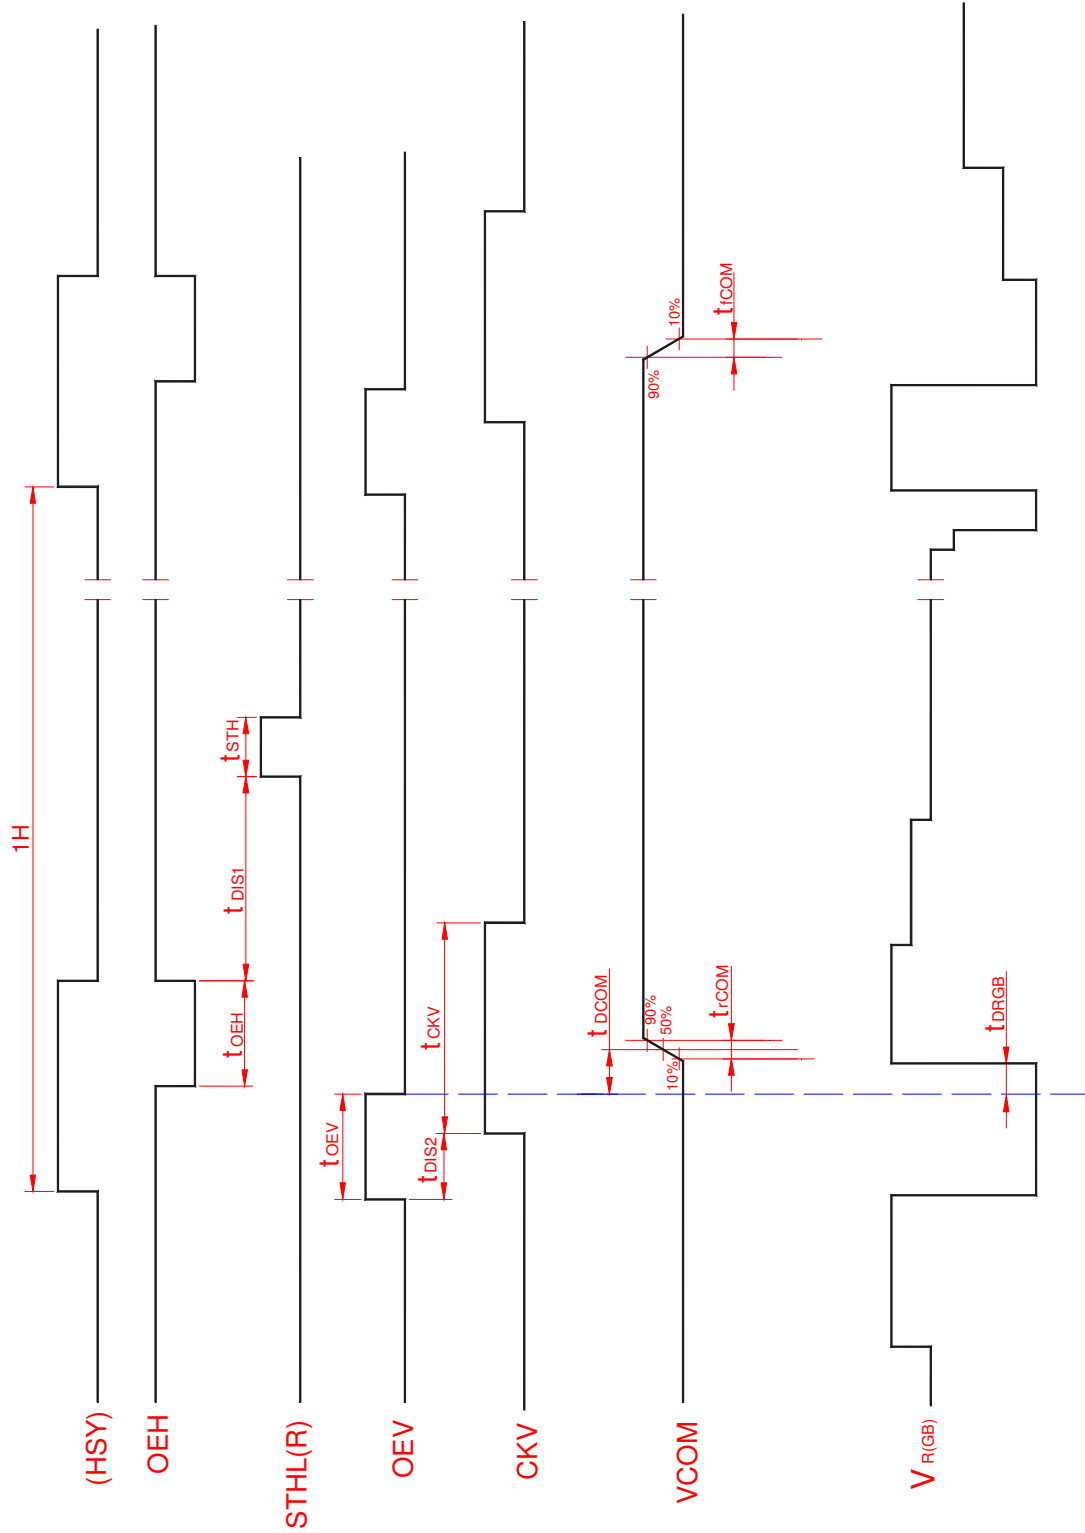 1H
(HSY)
OEH
tOEH
tDIS1
tSTH
STHL(R)
tOEV
OEV
tDIS2
tCKV
CKV
tDCOM
90%
50%
10%
trCOM
90%
10%
tfCOM
VCOM
tDRGB
V R(GB)